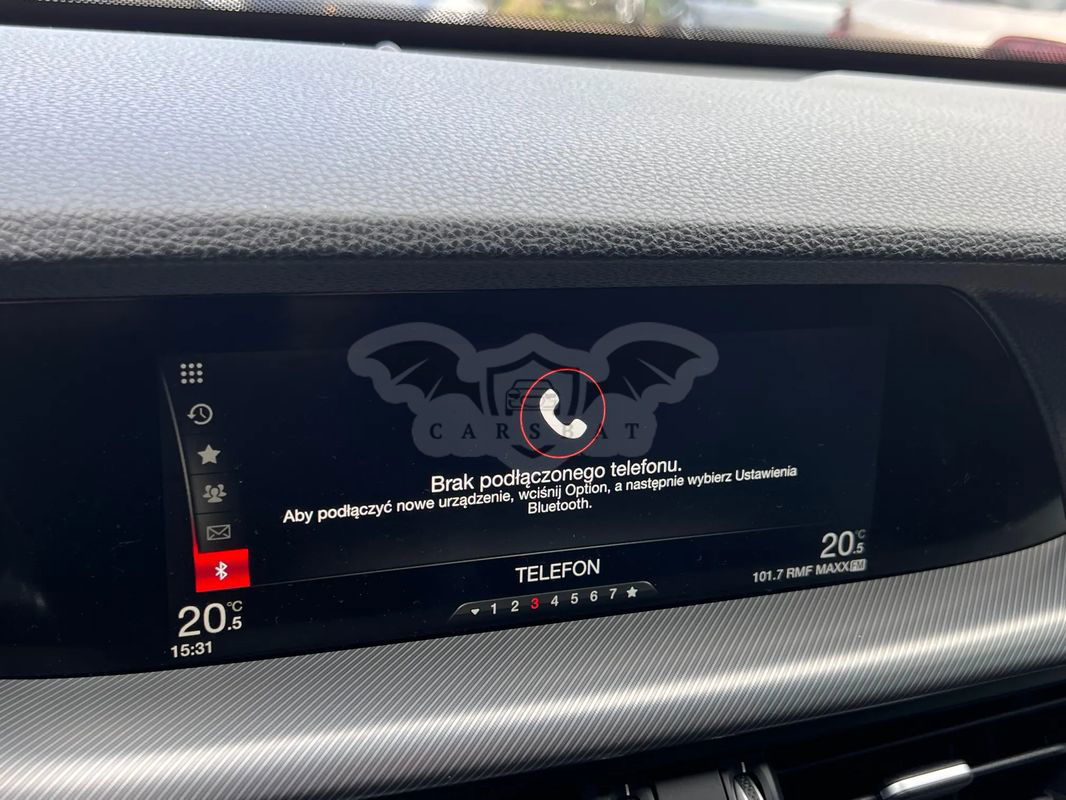 CARSBAT
Brak podłączonego telefonu.
Aby podłączyć nowe urządzenie, wciśnij Option, a następnie wybierz Ustawienia
Bluetooth.
TELEFON
1 2 3 4 5 6 7
20.5 °C
15:31
20.5 °C
101.7 RMF MAXX FM